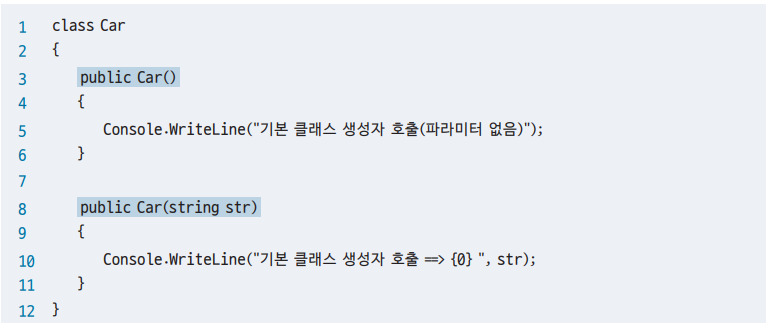 1 class Car
2 {
3 public Car()
4 {
5 Console.WriteLine("기본 클래스 생성자 호출(파라미터 없음)");
6 }
7
8 public Car(string str)
9 {
10 Console.WriteLine("기본 클래스 생성자 호출 ==> {0} ", str);
11 }
12 }